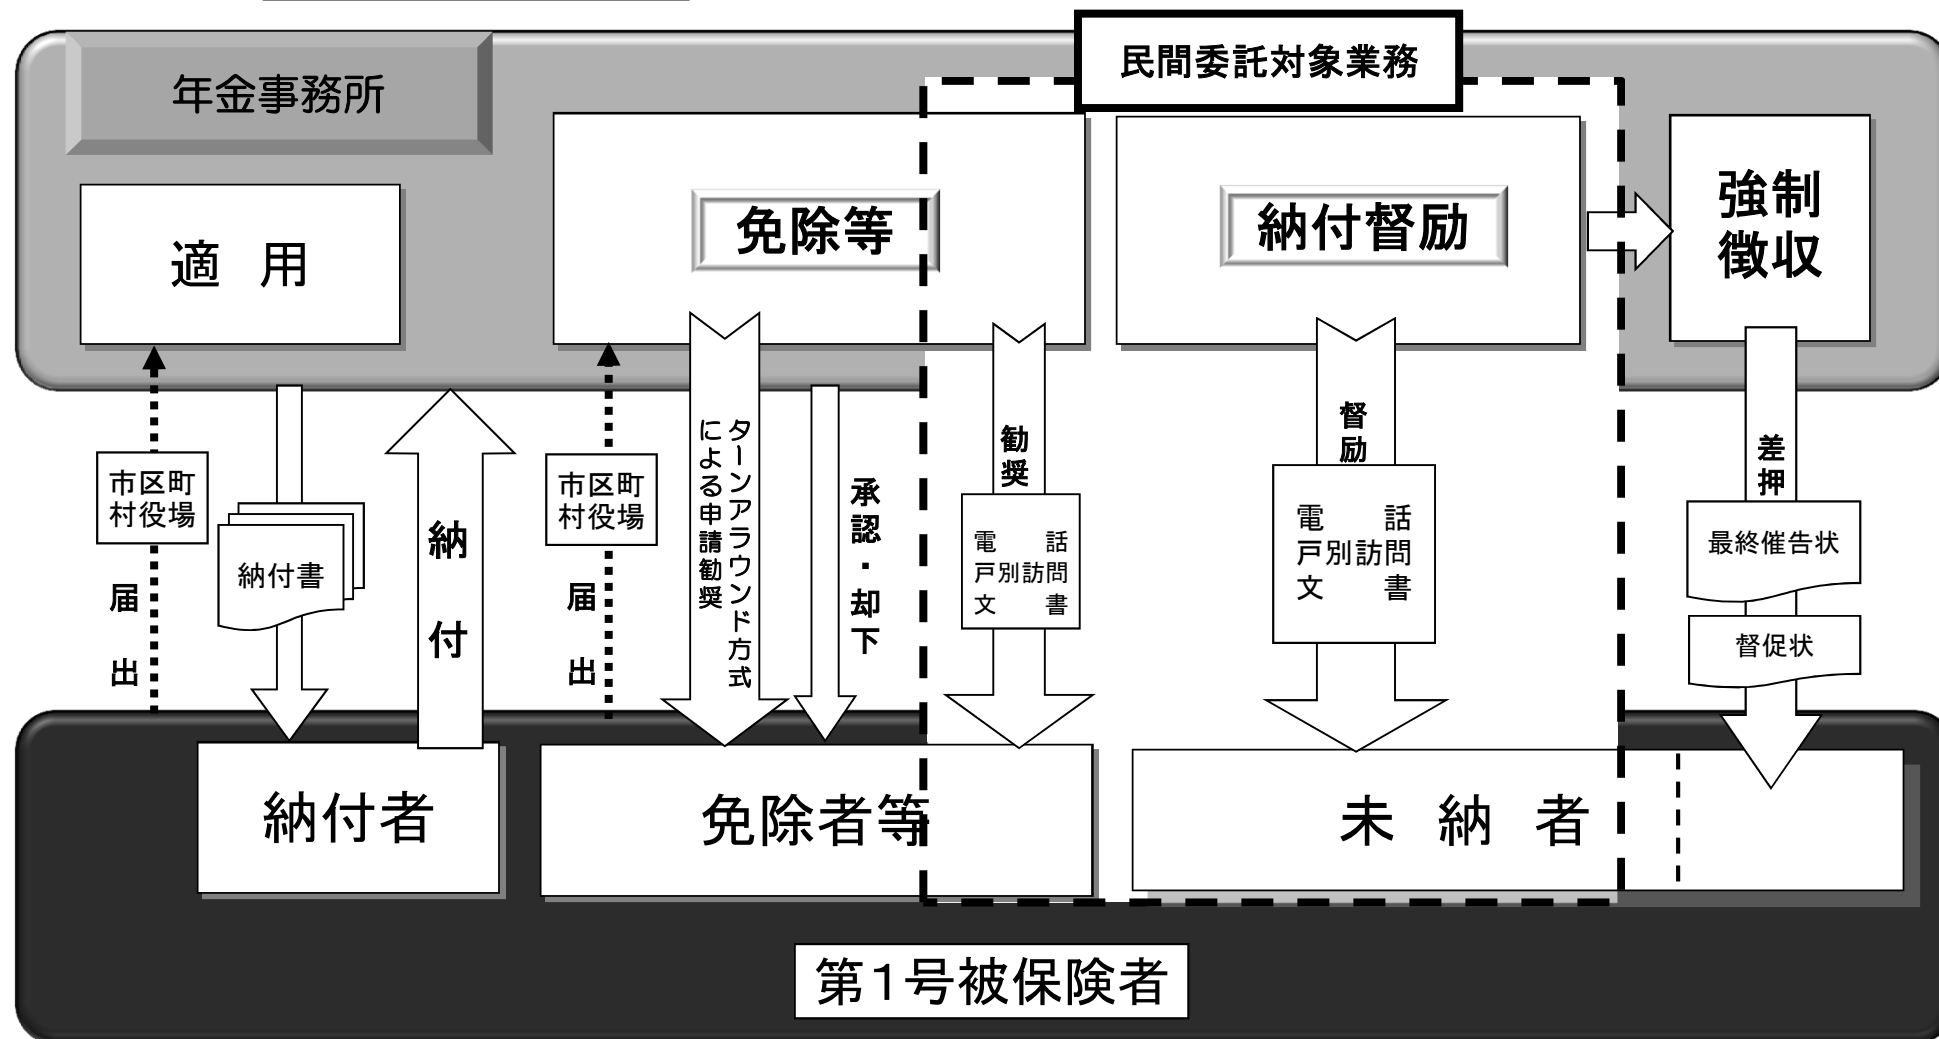 民間委託対象業務
年金事務所
適 用
免除等
納付督励
強制
徴収
市区町
村役場
届
出
納付書
納
付
市区町
村役場
届
出
ターンアラウンド方式
による申請勧奨
承認・却下
勧奨
電 話
戸別訪問
文 書
督励
電 話
戸別訪問
文 書
差押
最終催告状
督促状
納付者
免除者等
未 納 者
第1号被保険者